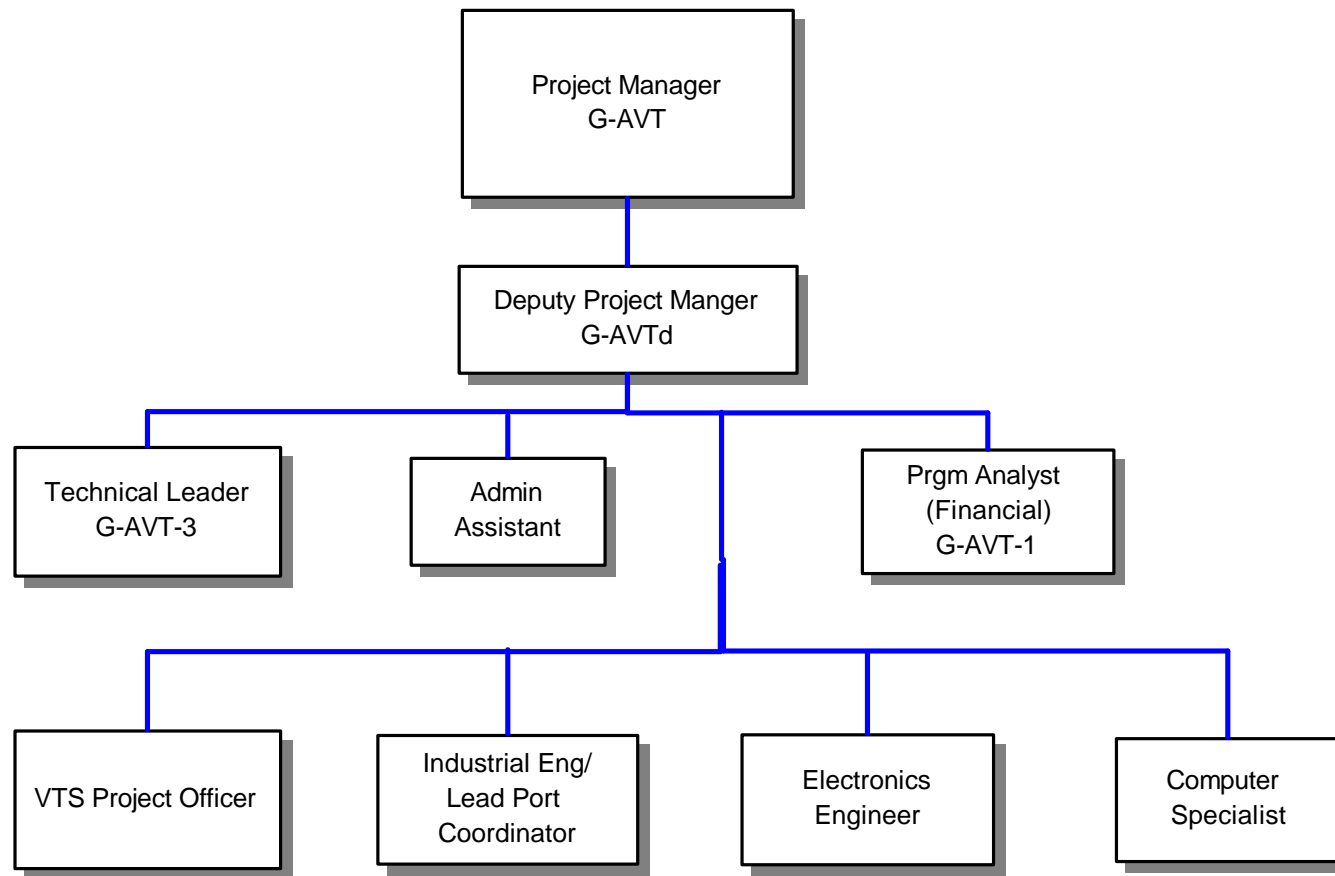 Project Manager
G-AVT
Deputy Project Manger
G-AVTd
Technical Leader
G-AVT-3
Admin
Assistant
Prgm Analyst
(Financial)
G-AVT-1
VTS Project Officer
Industrial Eng/
Lead Port
Coordinator
Electronics
Engineer
Computer
Specialist